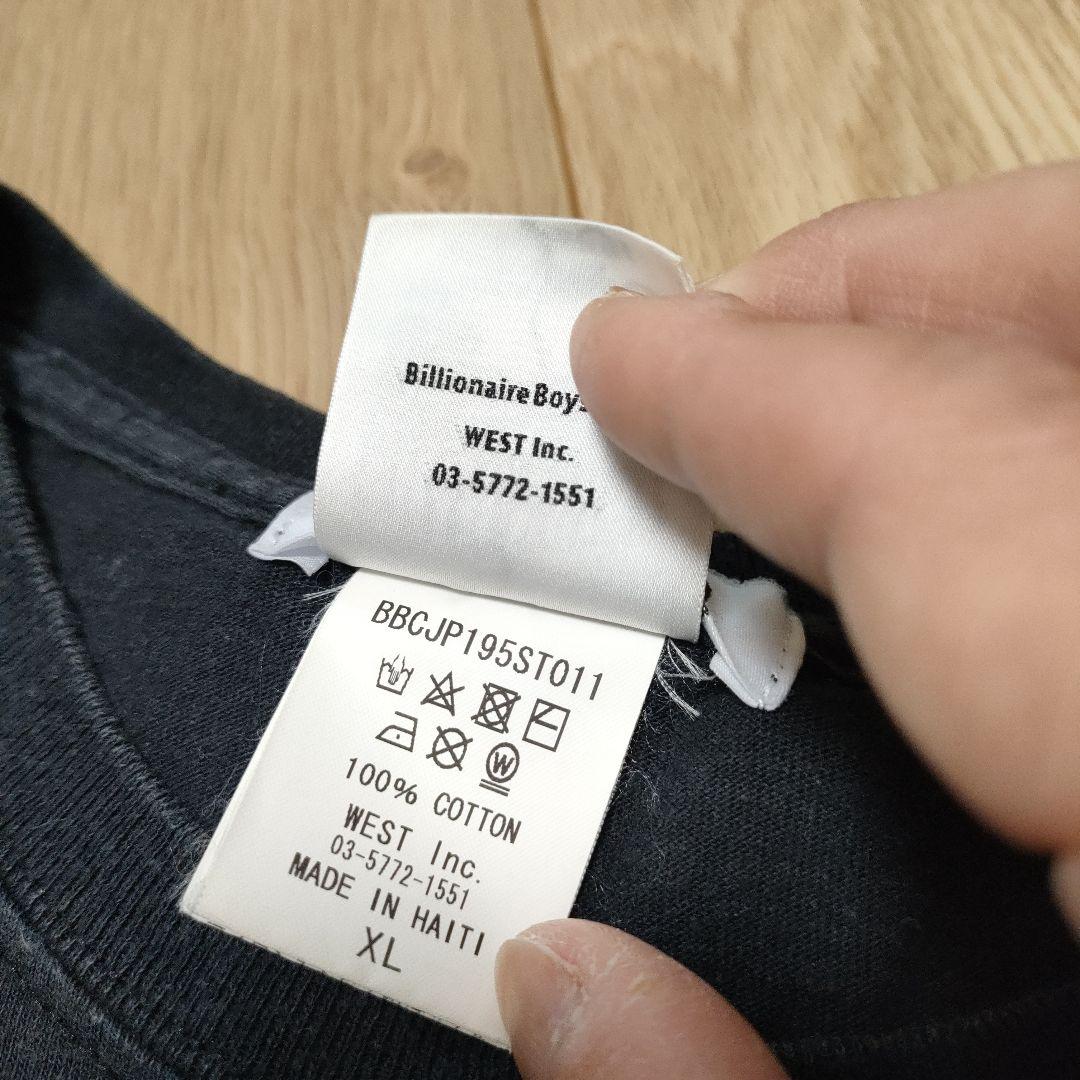 Billionaire Boys
WEST Inc.
03-5772-1551
BBCJP195ST011
W
100% COTTON
WEST Inc.
03-5772-1551
MADE IN HAITI
XL